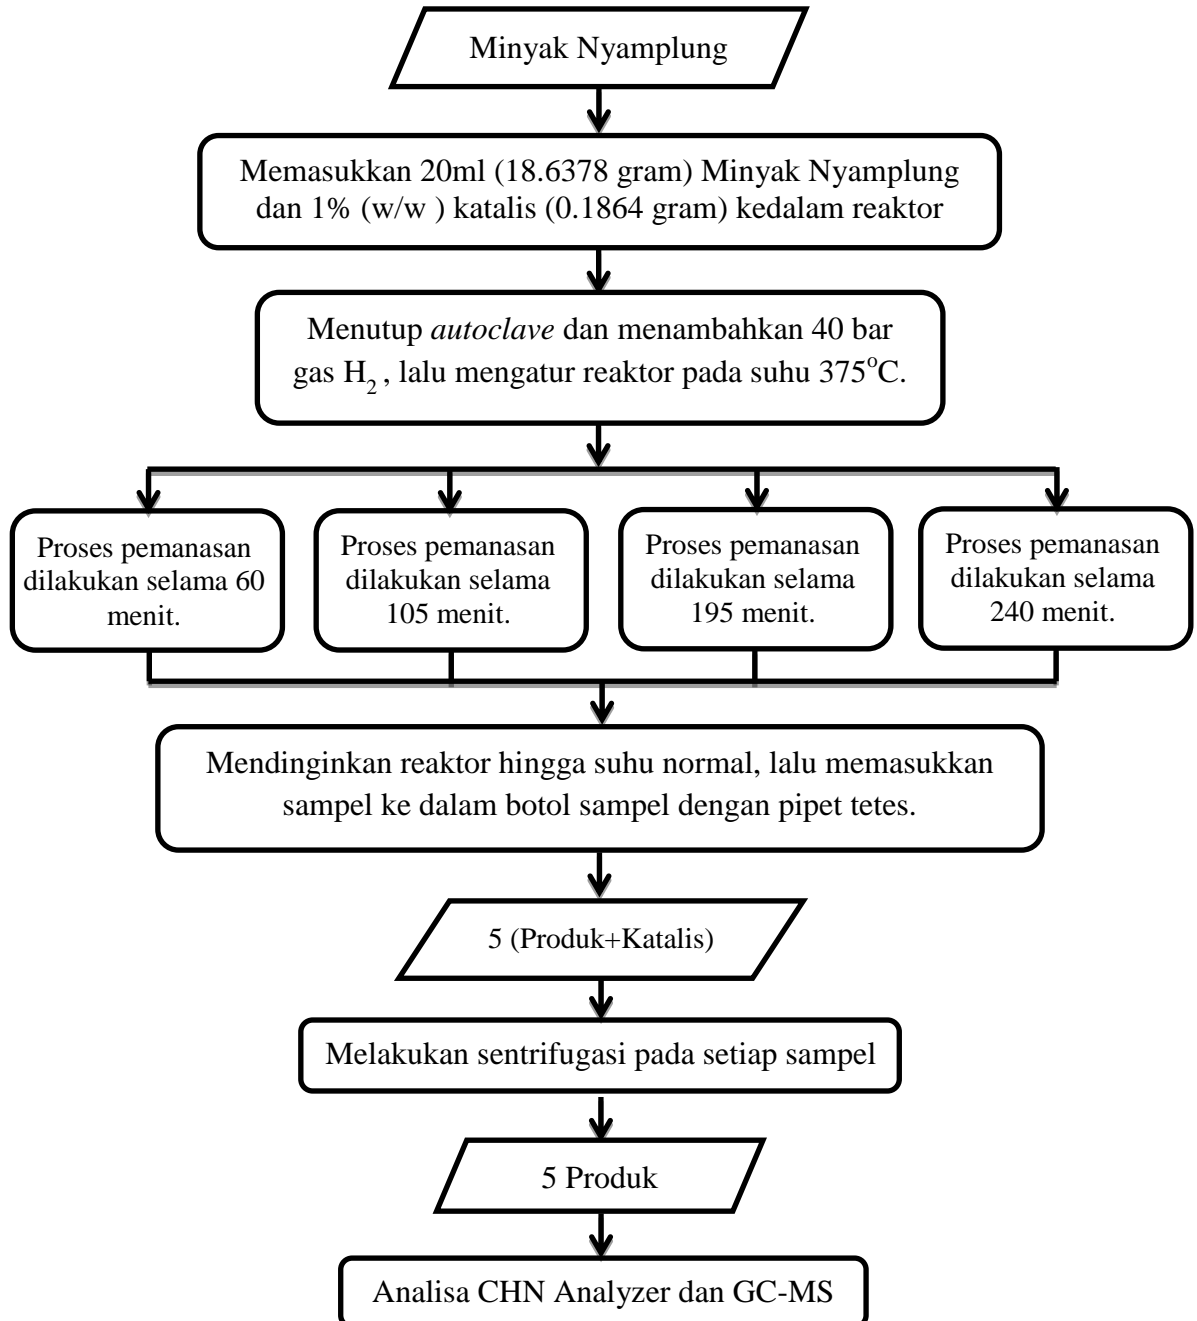 Minyak Nyamplung
Memasukkan 20ml (18.6378 gram) Minyak Nyamplung
dan 1% (w/w ) katalis (0.1864 gram) kedalam reaktor
Menutup autoclave dan menambahkan 40 bar
gas H2 , lalu mengatur reaktor pada suhu 375°C.
Proses pemanasan
dilakukan selama 60
menit.
Proses pemanasan
dilakukan selama
105 menit.
Proses pemanasan
dilakukan selama
195 menit.
Proses pemanasan
dilakukan selama
240 menit.
Mendinginkan reaktor hingga suhu normal, lalu memasukkan
sampel ke dalam botol sampel dengan pipet tetes.
5 (Produk+Katalis)
Melakukan sentrifugasi pada setiap sampel
5 Produk
Analisa CHN Analyzer dan GC-MS